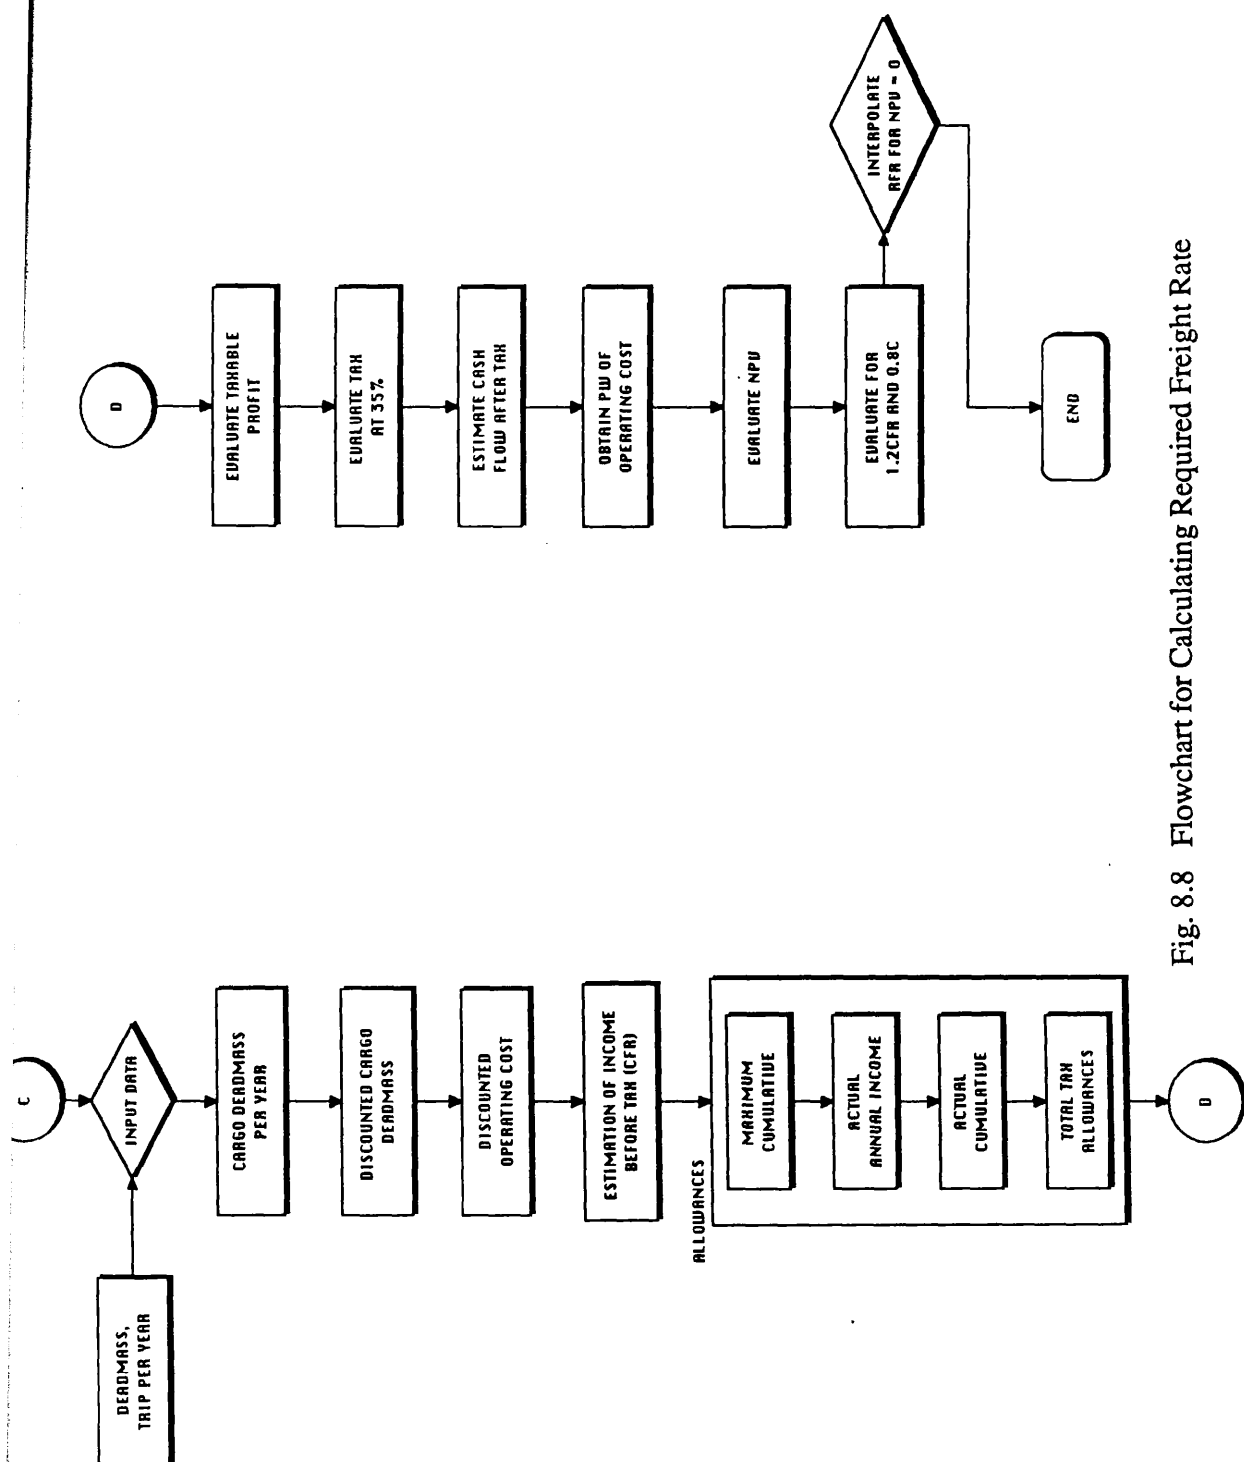 C
DEADMASS,
TRIP PER YEAR
INPUT DATA
CARGO DEADMASS
PER YEAR
DISCOUNTED CARGO
DEADMASS
DISCOUNTED
OPERATING COST
ESTIMATION OF INCOME
BEFORE TAX (CFR)
ALLOWANCES
MAXIMUM
CUMULATIVE
ACTUAL
ANNUAL INCOME
ACTUAL
CUMULATIVE
TOTAL TAX
ALLOWANCES
D
D
EVALUATE TAXABLE
PROFIT
EVALUATE TAX
AT 35%
ESTIMATE CASH
FLOW AFTER TAX
OBTAIN PW OF
OPERATING COST
EVALUATE NPV
EVALUATE FOR
1.2CFR AND 0.8C
INTERPOLATE
RFR FOR NPV = 0
END
Fig. 8.8 Flowchart for Calculating Required Freight Rate